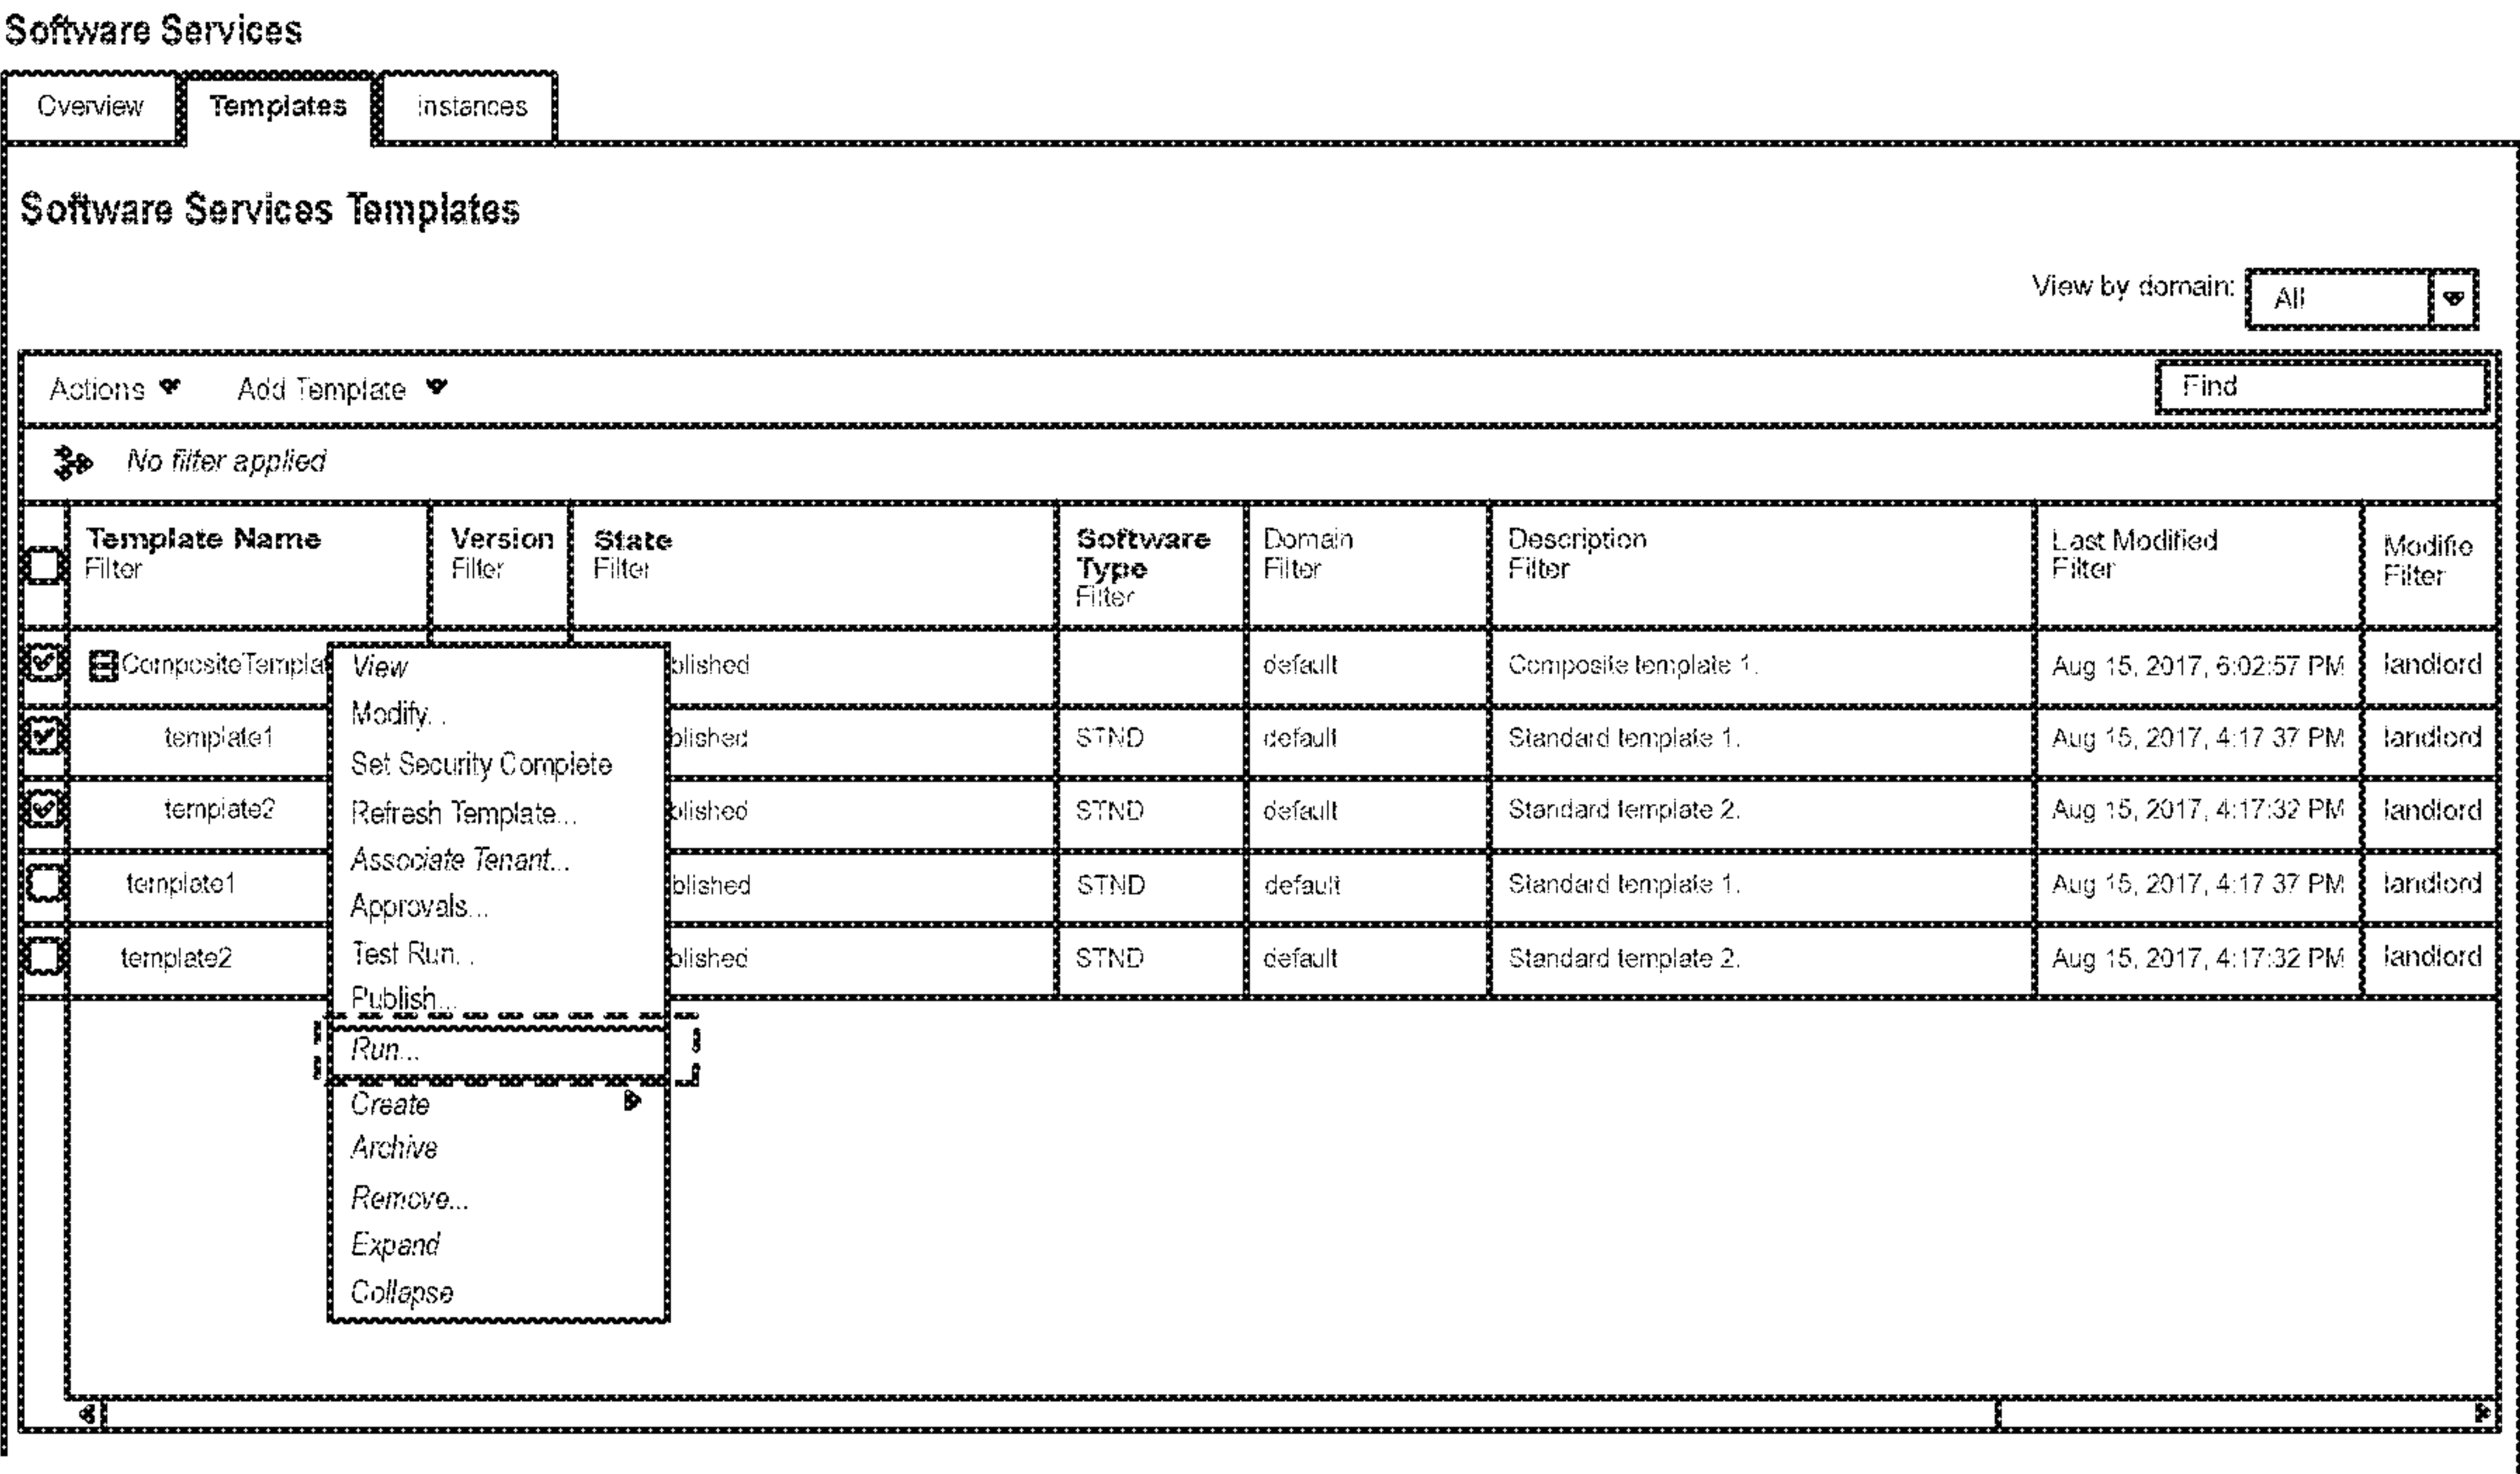 Software Services
Overview Templates Instances
Software Services Templates
View by domain: All
Actions Add Template Find
No filter applied
Template Name Version State Software Type Domain Description Last Modified Modifie
Filter Filter Filter Filter Filter Filter Filter Filter
CompositeTempla blished default Composite template 1. Aug 15, 2017, 6:02:57 PM landlord
template1 blished STND default Standard template 1. Aug 15, 2017, 4:17 37 PM landlord
template2 blished STND default Standard template 2. Aug 15, 2017, 4:17:32 PM landlord
template1 blished STND default Standard template 1. Aug 15, 2017, 4:17 37 PM landlord
template2 blished STND default Standard template 2. Aug 15, 2017, 4:17:32 PM landlord
View
Modify. .
Set Security Complete
Refresh Template...
Associate Tenant...
Approvals...
Test Run. .
Publish...
Run...
Create
Archive
Remove...
Expand
Collapse